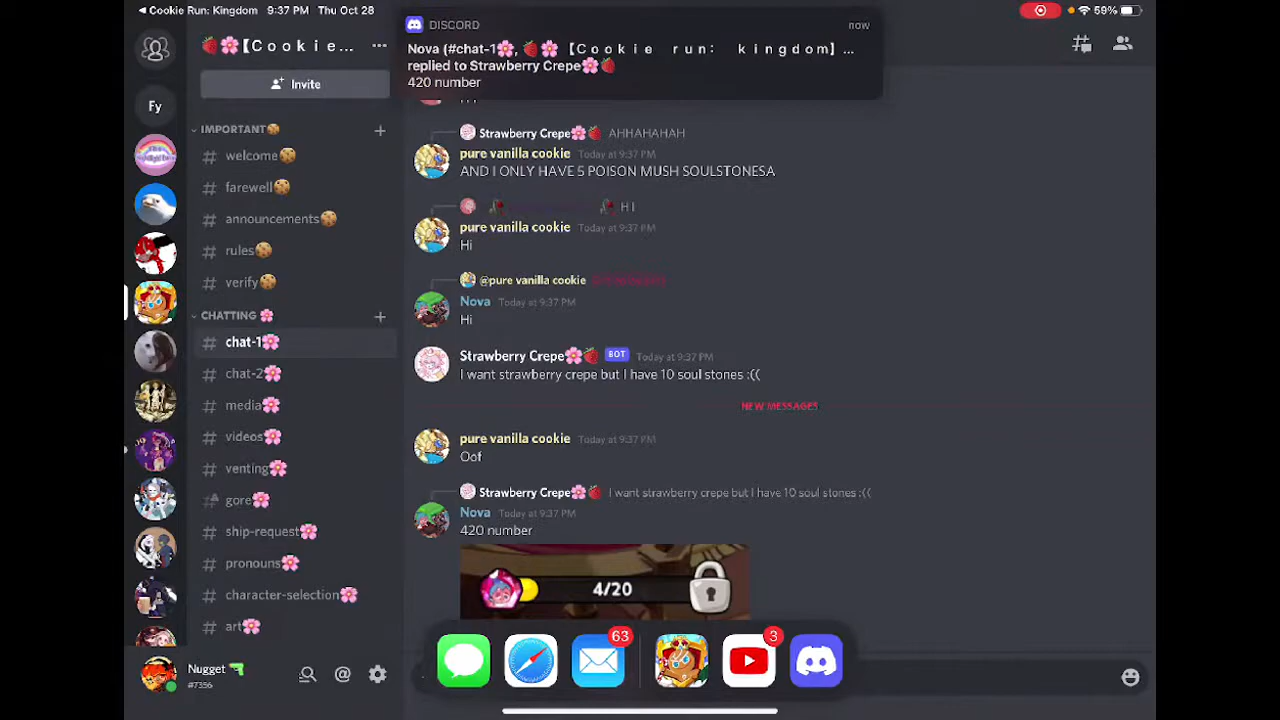 Cookie Run: Kingdom 9:37 PM Thu Oct 28
59%
DISCORD
now
Nova (#chat-1🌸, 🍓🌸【Ｃｏｏｋｉｅ ｒｕｎ： ｋｉｎｇｄｏｍ】...
replied to Strawberry Crepe🌸🍓
420 number
🍓🌸【Ｃｏｏｋｉｅ...
Invite
Fy
IMPORTANT🍪
# welcome🍪
# farewell🍪
# announcements🍪
# rules🍪
# verify🍪
CHATTING 🌸
# chat-1🌸
# chat-2🌸
# media🌸
# videos🌸
# venting🌸
# gore🌸
# ship-request🌸
# pronouns🌸
# character-selection🌸
# art🌸
Nugget 🔫
#7356
Strawberry Crepe🌸🍓 AHHAHAHAH
pure vanilla cookie Today at 9:37 PM
AND I ONLY HAVE 5 POISON MUSH SOULSTONESA
H I
pure vanilla cookie Today at 9:37 PM
Hi
@pure vanilla cookie
Nova Today at 9:37 PM
Hi
Strawberry Crepe🌸🍓 BOT Today at 9:37 PM
I want strawberry crepe but I have 10 soul stones :((
NEW MESSAGES
pure vanilla cookie Today at 9:37 PM
Oof
Strawberry Crepe🌸🍓 I want strawberry crepe but I have 10 soul stones :((
Nova Today at 9:37 PM
420 number
4/20
63
3